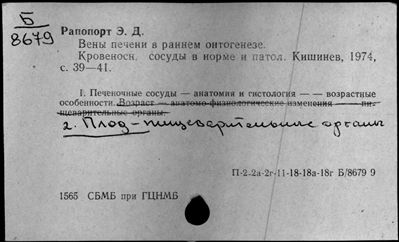 Б
8679
Рапопорт Э. Д.
Вены печени в раннем онтогенезе.
Кровеносн. сосуды в норме и патол. Кишинев, 1974,
с. 39—41.
I. Печеночные сосуды — анатомия и гистология — — возрастные
особенности. Возраст — анатомо-физиологические изменения — — пи-
щеварительные органы.
2. Плод - пищеварительные органы
П-2.2а-2г-11-18-18а-18г Б/8679 9
1565 СБМБ при ГЦНМБ